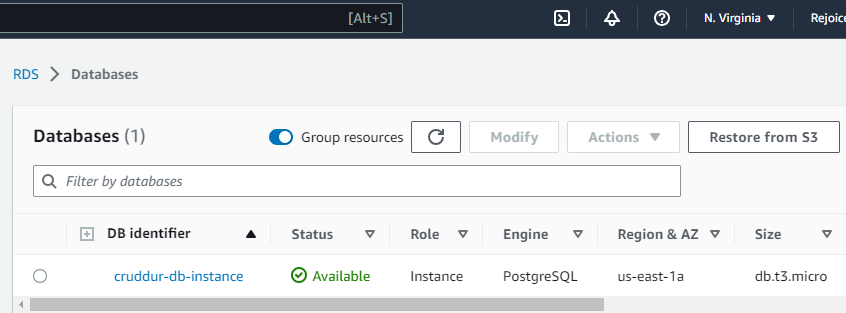 [Alt+S] N. Virginia Rejoice
RDS Databases
Databases (1) Group resources Modify Actions Restore from S3
Filter by databases
DB identifier Status Role Engine Region & AZ Size
cruddur-db-instance Available Instance PostgreSQL us-east-1a db.t3.micro